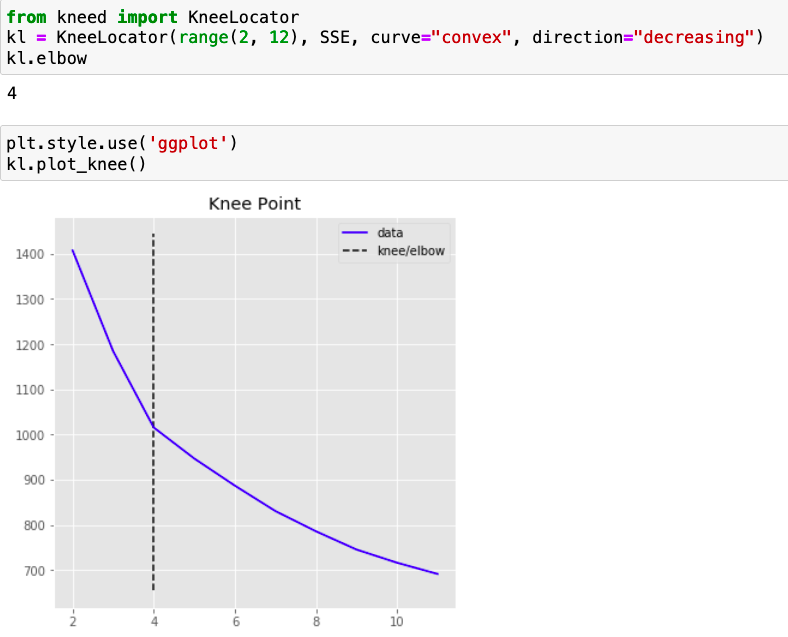 from kneed import KneeLocator
kl = KneeLocator(range(2, 12), SSE, curve="convex", direction="decreasing")
kl.elbow
4
plt.style.use('ggplot')
kl.plot_knee()
Knee Point
data
knee/elbow
1400
1300
1200
1100
1000
900
800
700
2 4 6 8 10